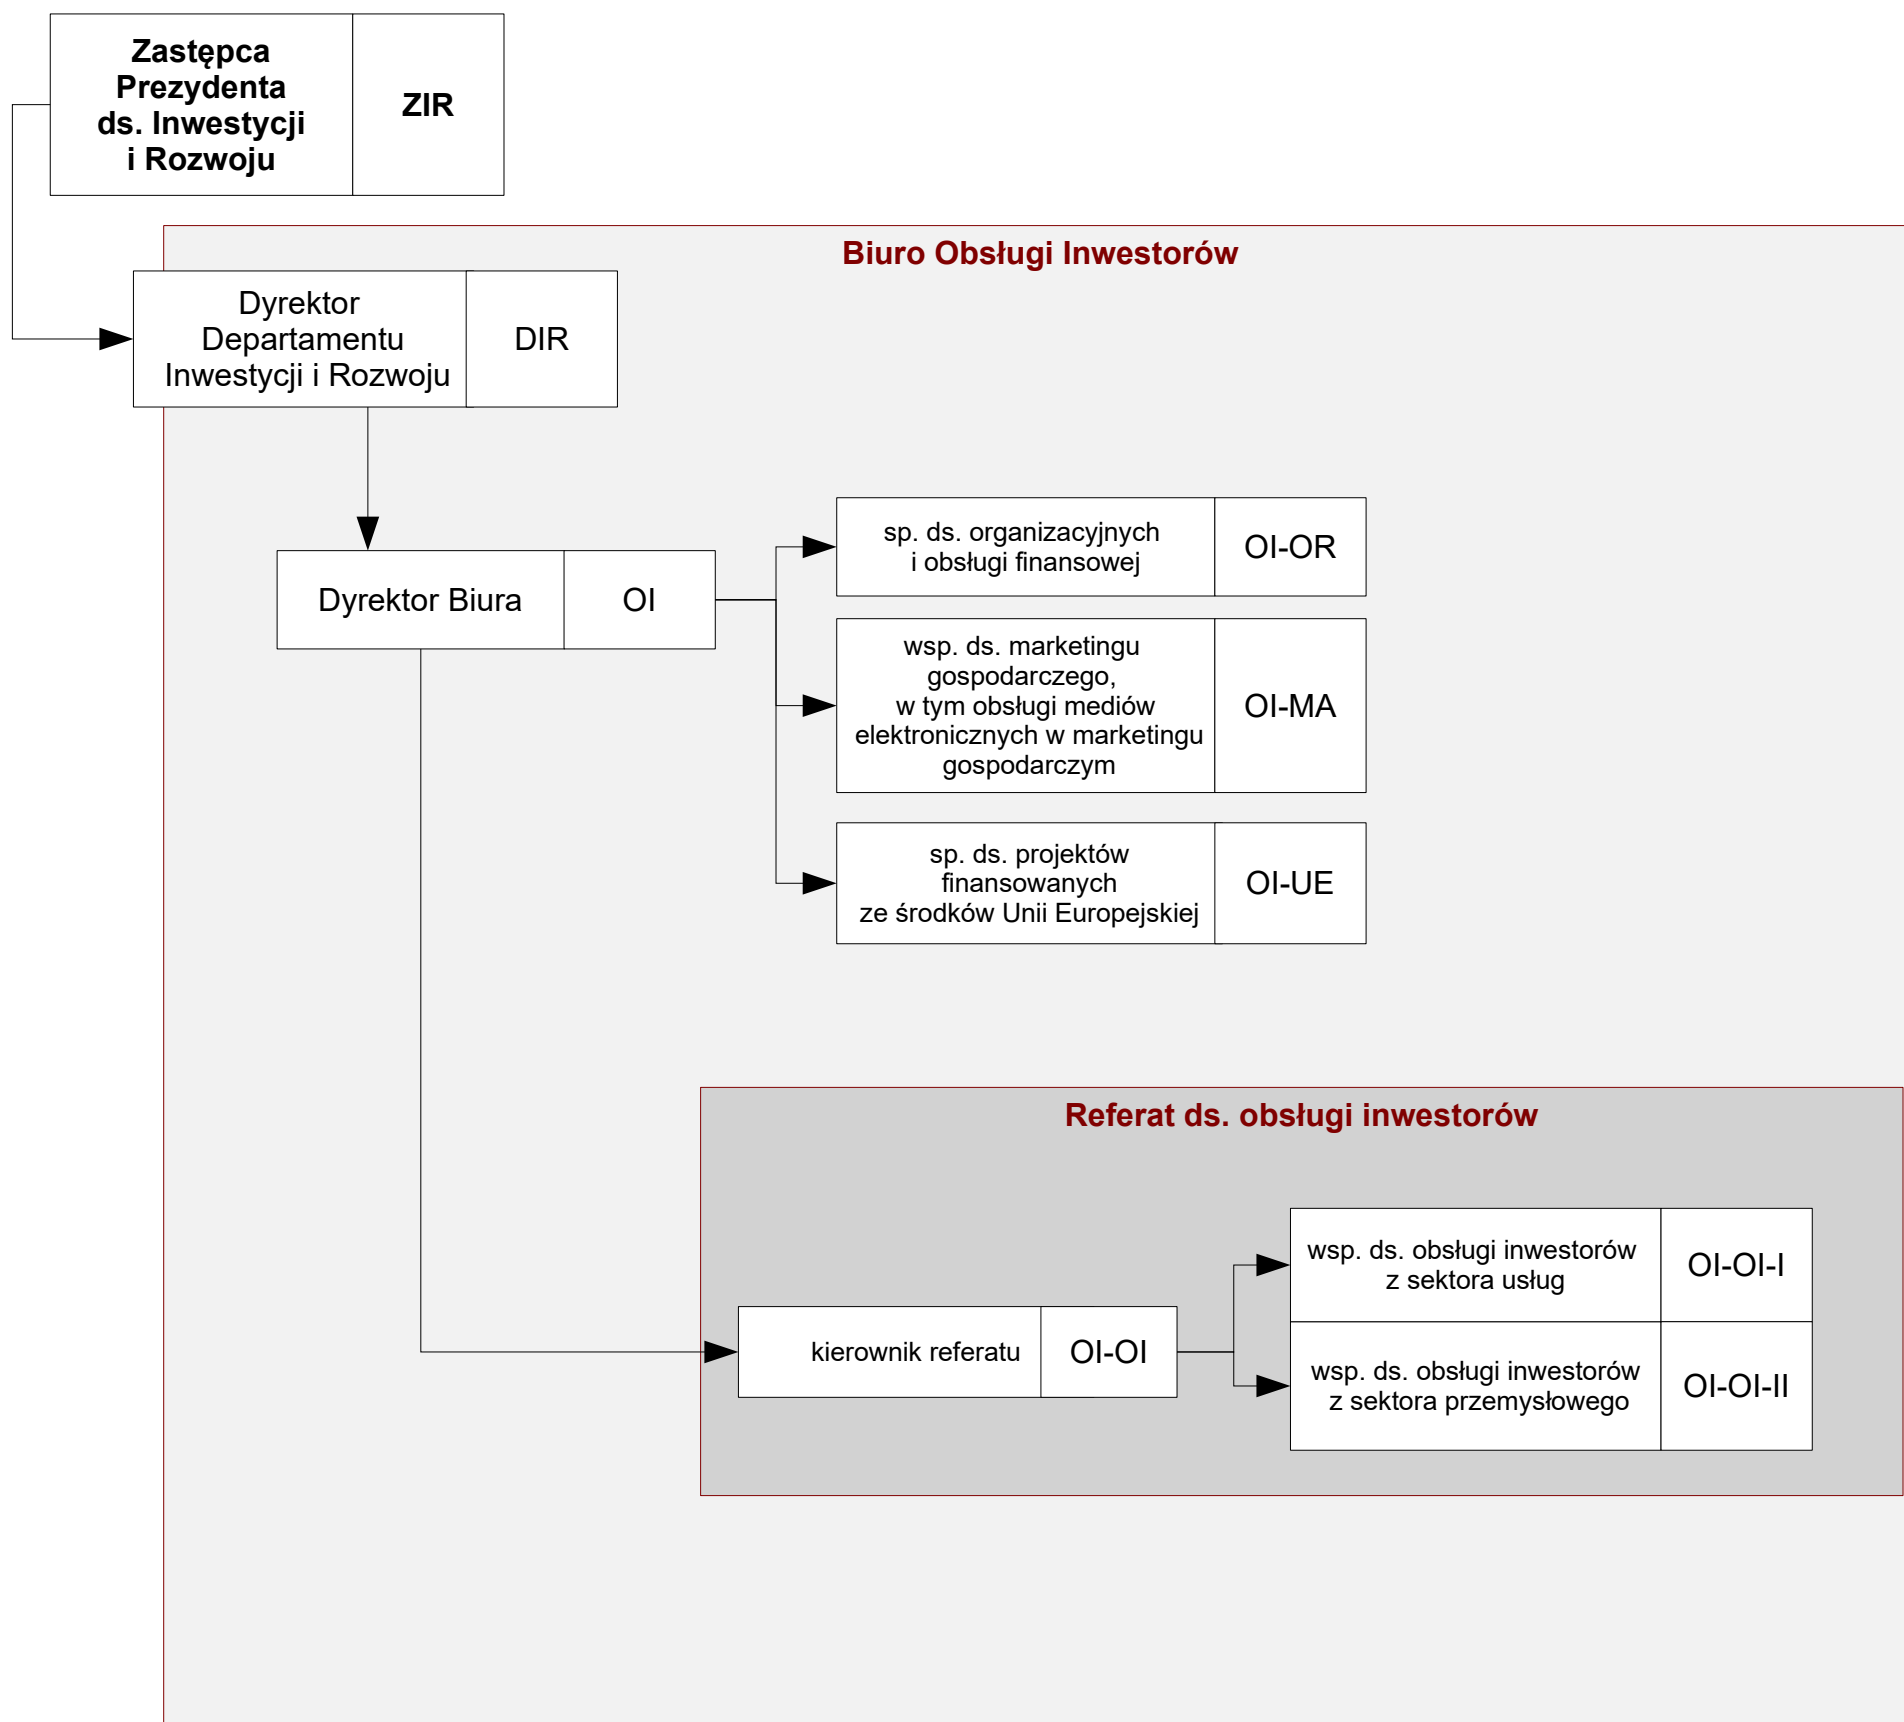 Zastępca
Prezydenta
ds. Inwestycji
i Rozwoju
ZIR
Biuro Obsługi Inwestorów
Dyrektor
Departamentu
Inwestycji i Rozwoju
DIR
Dyrektor Biura
OI
sp. ds. organizacyjnych
i obsługi finansowej
OI-OR
wsp. ds. marketingu
gospodarczego,
w tym obsługi mediów
elektronicznych w marketingu
gospodarczym
OI-MA
sp. ds. projektów
finansowanych
ze środków Unii Europejskiej
OI-UE
Referat ds. obsługi inwestorów
kierownik referatu
OI-OI
wsp. ds. obsługi inwestorów
z sektora usług
OI-OI-I
wsp. ds. obsługi inwestorów
z sektora przemysłowego
OI-OI-II